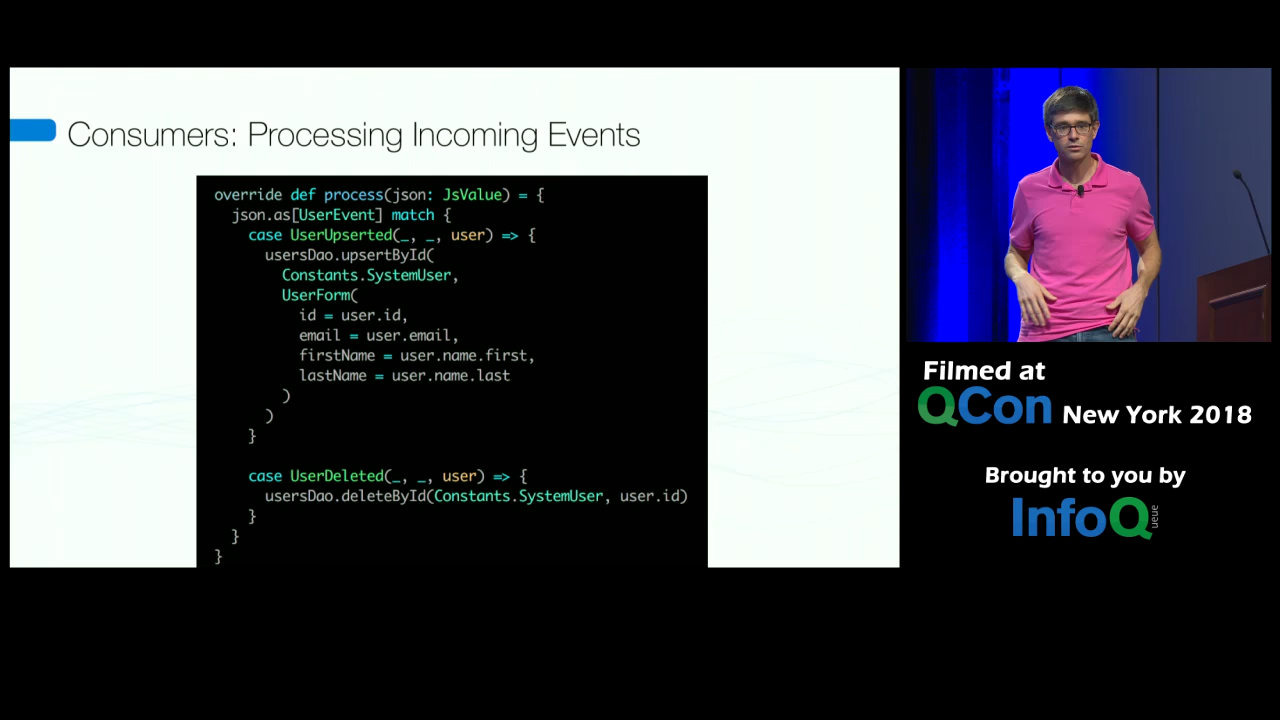 Consumers: Processing Incoming Events
override def process(json: JsValue) = {
json.as[UserEvent] match {
case UserUpserted(_, _, user) => {
usersDao.upsertById(
Constants.SystemUser,
UserForm(
id = user.id,
email = user.email,
firstName = user.name.first,
lastName = user.name.last
)
)
}
case UserDeleted(_, _, user) => {
usersDao.deleteById(Constants.SystemUser, user.id)
}
}
}
Filmed at
QCon New York 2018
Brought to you by
InfoQ ueue